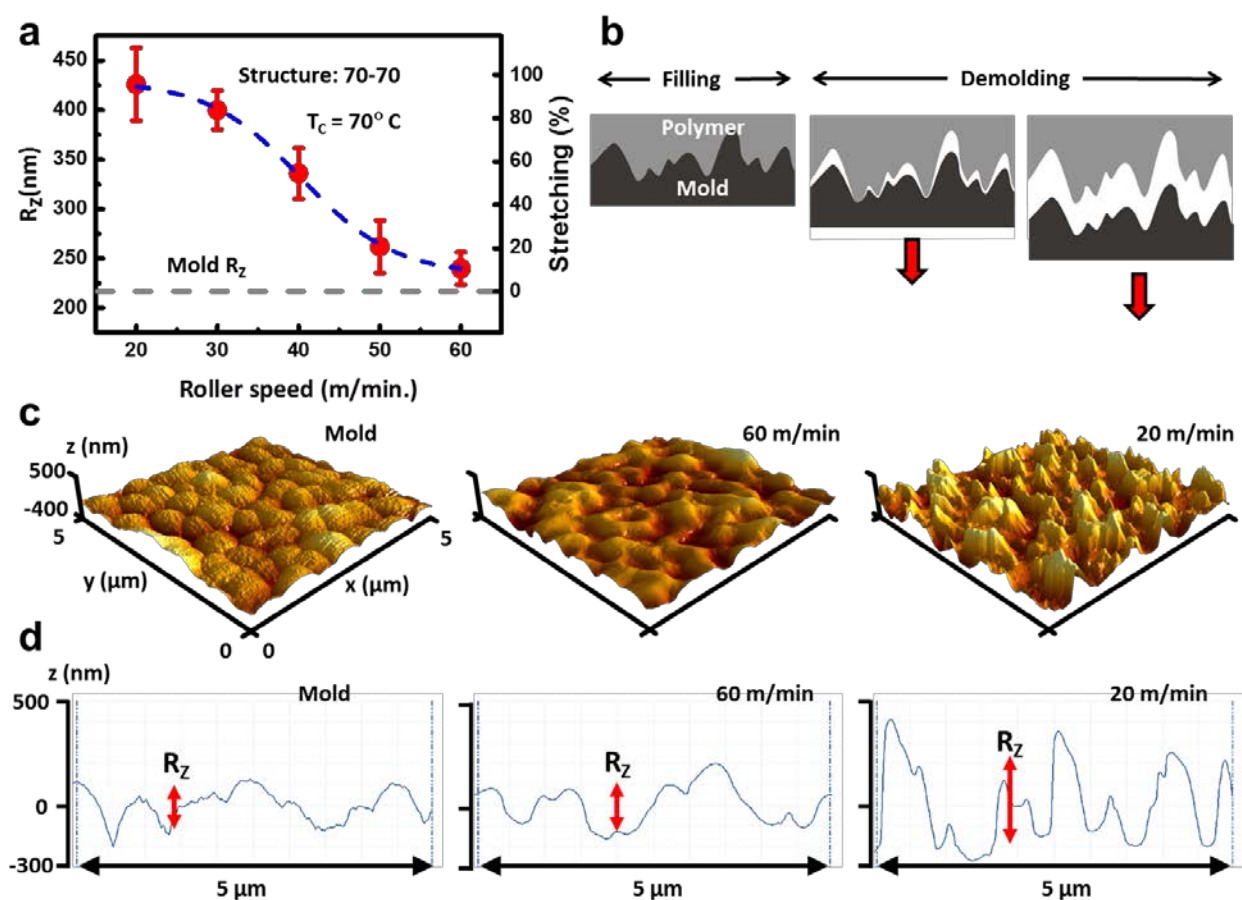 a
450
400
350
300
250
200
R_Z(nm)
Structure: 70-70
T_C = 70° C
Mold R_Z
100
80
60
40
20
0
Stretching (%)
20 30 40 50 60
Roller speed (m/min.)
b
Filling
Demolding
Polymer
Mold
c
z (nm)
500
-400
5
y (μm)
0 0
x (μm)
5
Mold
60 m/min
20 m/min
d
z (nm)
500
0
-300
Mold
R_Z
5 μm
60 m/min
R_Z
5 μm
20 m/min
R_Z
5 μm